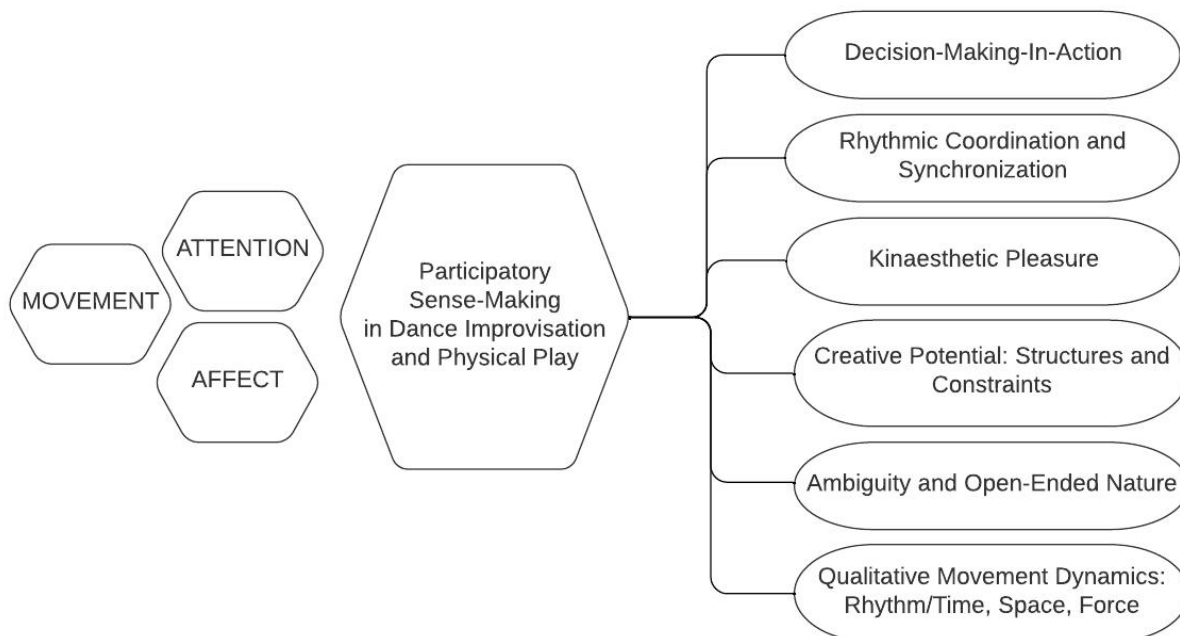 MOVEMENT
ATTENTION
AFFECT
Participatory
Sense-Making
in Dance Improvisation
and Physical Play
Decision-Making-In-Action
Rhythmic Coordination and
Synchronization
Kinaesthetic Pleasure
Creative Potential: Structures and
Constraints
Ambiguity and Open-Ended Nature
Qualitative Movement Dynamics:
Rhythm/Time, Space, Force